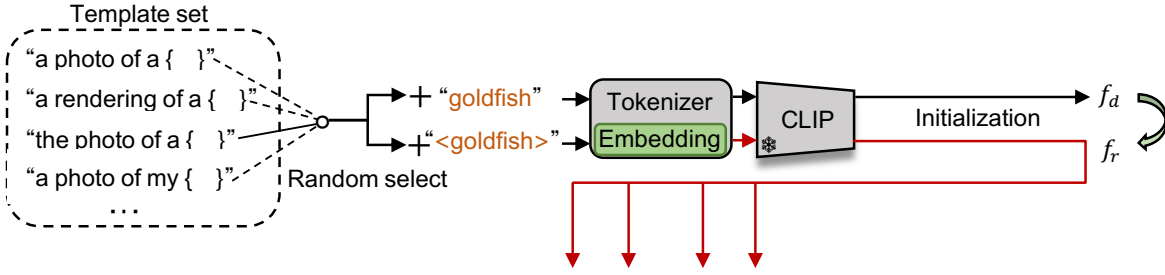 Template set
“a photo of a { }”
“a rendering of a { }”
“the photo of a { }”
“a photo of my { }”
...
Random select
+ “goldfish”
+ “<goldfish>”
Tokenizer
Embedding
CLIP
Initialization
f_d
f_r